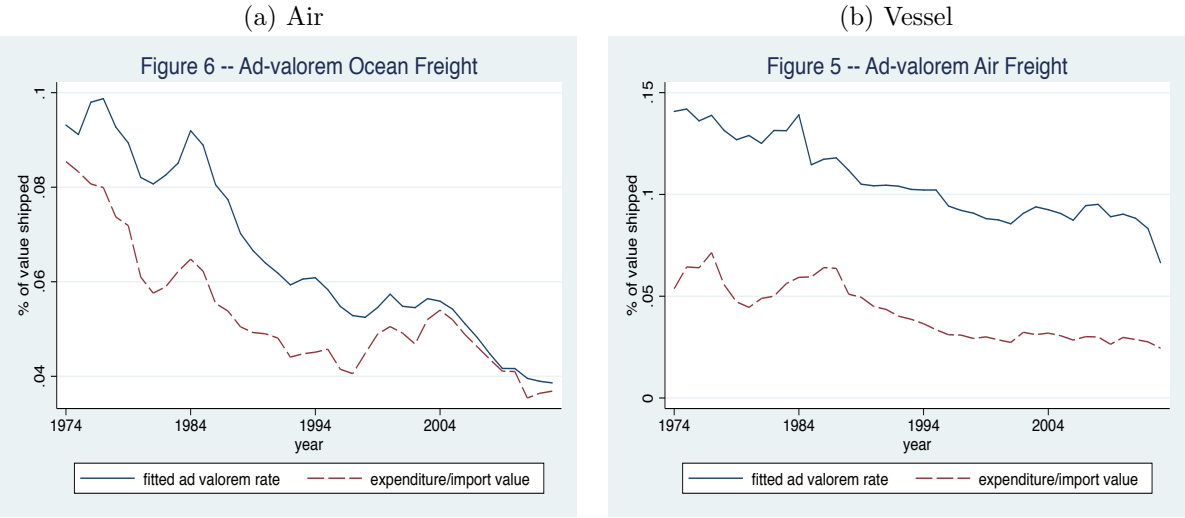 (a) Air
Figure 6 -- Ad-valorem Ocean Freight
% of value shipped
.1
.08
.06
.04
1974 1984 1994 2004
year
fitted ad valorem rate expenditure/import value
(b) Vessel
Figure 5 -- Ad-valorem Air Freight
% of value shipped
.15
.1
.05
0
1974 1984 1994 2004
year
fitted ad valorem rate expenditure/import value